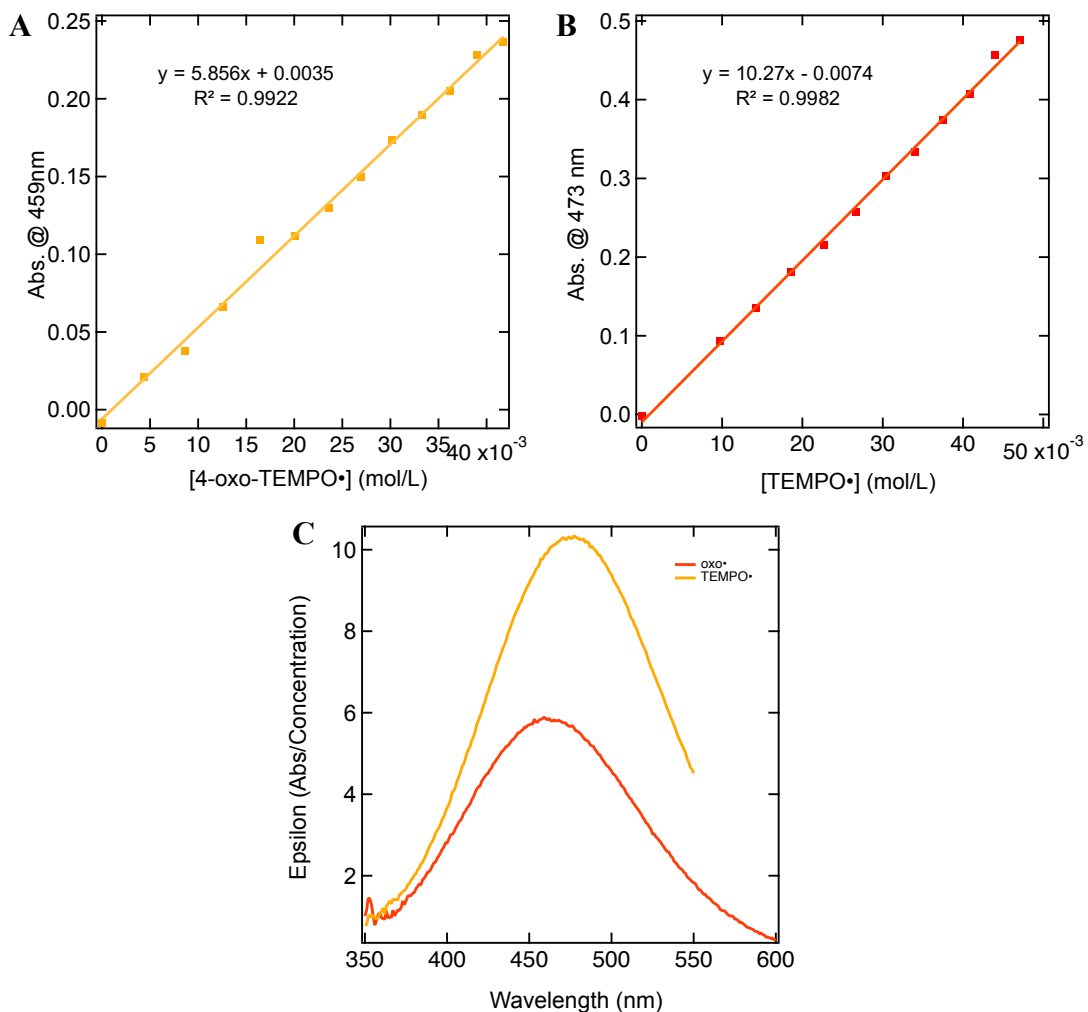 A
y = 5.856x + 0.0035
R² = 0.9922
Abs. @ 459nm
0.25
0.20
0.15
0.10
0.05
0.00
0 5 10 15 20 25 30 35 40 x10⁻³
[4-oxo-TEMPO•] (mol/L)
B
y = 10.27x - 0.0074
R² = 0.9982
Abs. @ 473 nm
0.5
0.4
0.3
0.2
0.1
0.0
0 10 20 30 40 50 x10⁻³
[TEMPO•] (mol/L)
C
oxo•
TEMPO•
Epsilon (Abs/Concentration)
10
8
6
4
2
350 400 450 500 550 600
Wavelength (nm)